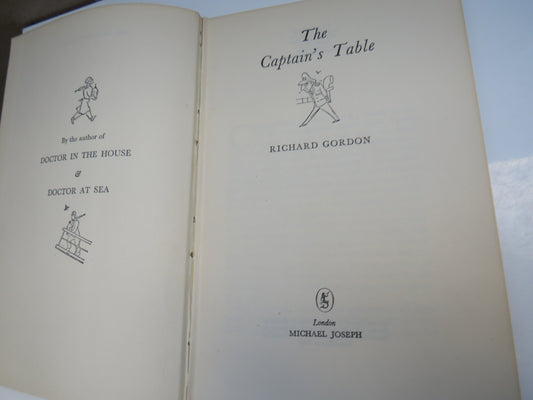 By the author of
DOCTOR IN THE HOUSE
&
DOCTOR AT SEA
The
Captain's Table
RICHARD GORDON
London
MICHAEL JOSEPH